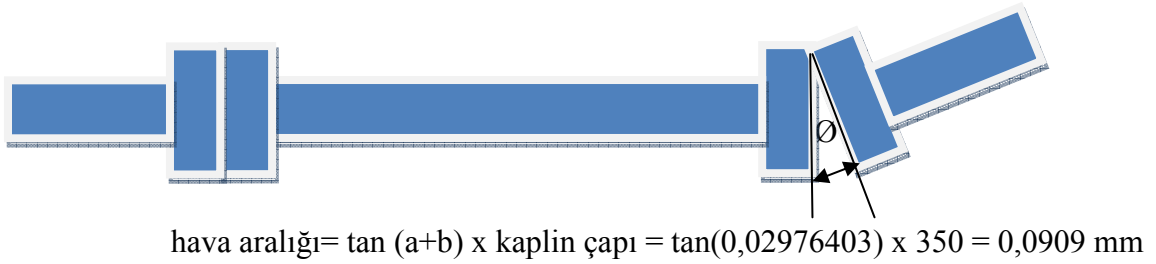 Ø
hava aralığı= tan (a+b) x kaplin çapı = tan(0,02976403) x 350 = 0,0909 mm